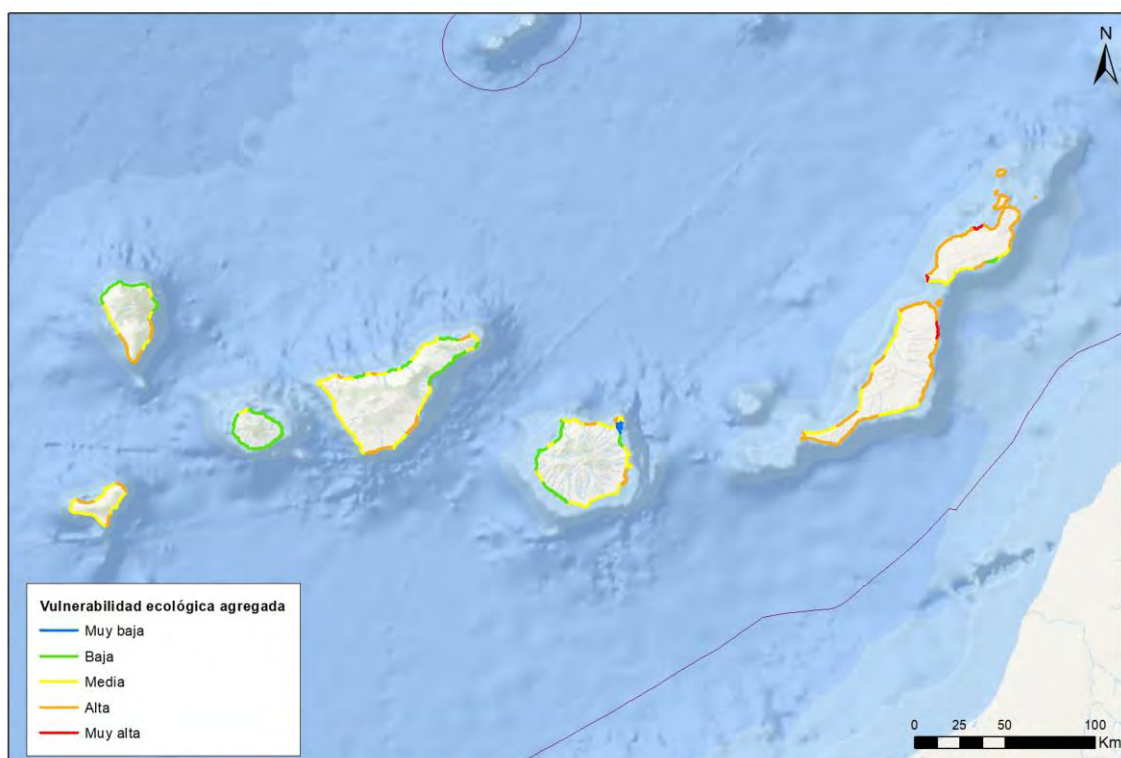 N
Vulnerabilidad ecológica agregada
Muy baja
Baja
Media
Alta
Muy alta
0 25 50 100
Km